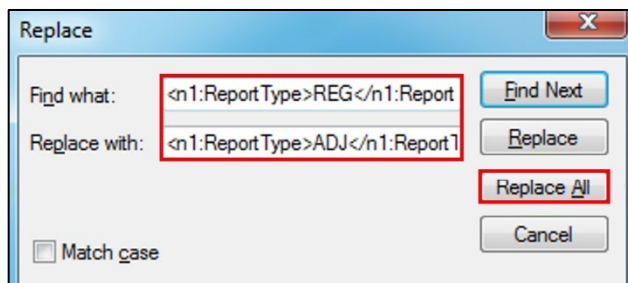 Replace
X
Find what:
<n1:ReportType>REG</n1:Report
Find Next
Replace with:
<n1:ReportType>ADJ</n1:ReportT
Replace
Replace All
Cancel
Match case